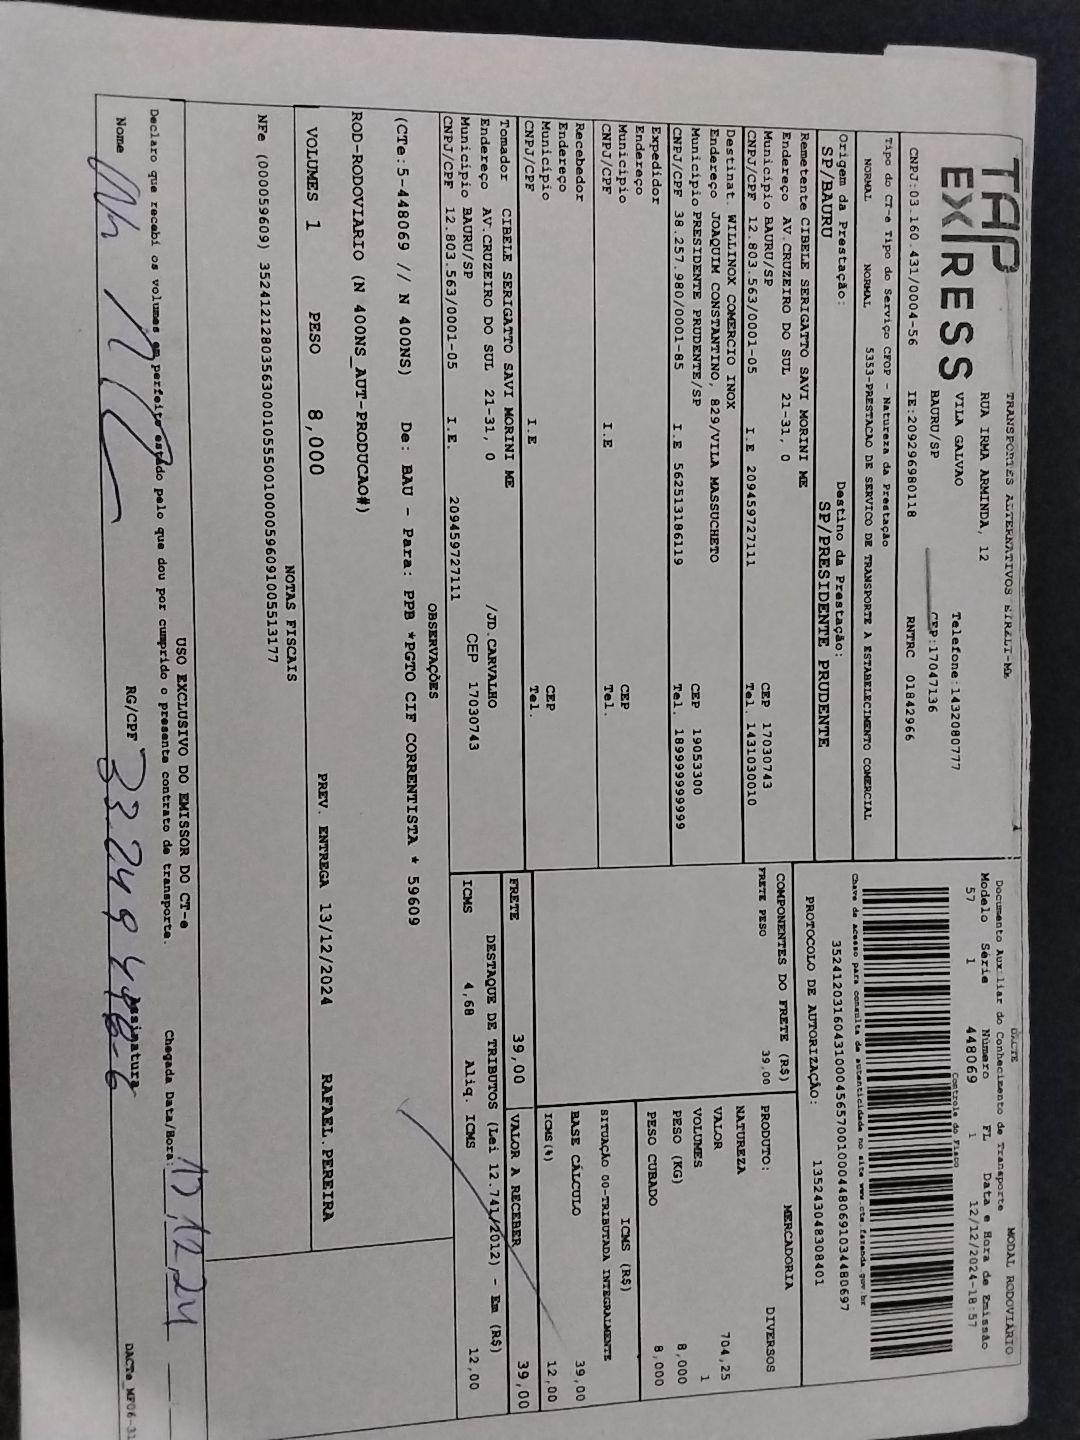 TAP
EXPRESS
TRANSPORTES ALTERNATIVOS EIRELI-ME
RUA IRMA ARMINDA, 12
VILA GALVAO Telefone:1432080777
BAURU/SP CEP:17047136
CNPJ:03.160.431/0004-56 IE:209296980118 RNTRC 01842966
DACTE MODAL RODOVIÁRIO
Documento Auxiliar do Conhecimento de Transporte
Modelo Série Número FL Data e Hora de Emissão
57 1 448069 1 12/12/2024-18:57
Controle do Fisco
Chave de acesso para consulta de autenticidade no site www.cte.fazenda.gov.br
35241203160431000456570010004480691034480697
PROTOCOLO DE AUTORIZAÇÃO: 135243048308401
Tipo do CT-e Tipo do Serviço CFOP - Natureza da Prestação
NORMAL NORMAL 5353-PRESTACAO DE SERVICO DE TRANSPORTE A ESTABELECIMENTO COMERCIAL
Origem da Prestação: Destino da Prestação:
SP/BAURU SP/PRESIDENTE PRUDENTE
Remetente CIBELE SERIGATTO SAVI MORINI ME
Endereço AV.CRUZEIRO DO SUL 21-31, 0
Município BAURU/SP CEP 17030743
CNPJ/CPF 12.803.563/0001-05 I.E 209459727111 Tel. 1431030010
Destinat. WILLINOX COMERCIO INOX
Endereço JOAQUIM CONSTANTINO, 829/VILA MASSUCHETO
Município PRESIDENTE PRUDENTE/SP CEP 19053300
CNPJ/CPF 38.257.980/0001-85 I.E 562513186119 Tel. 18999999999
Expedidor
Endereço
Município CEP
CNPJ/CPF I.E Tel.
Recebedor
Endereço
Município CEP
CNPJ/CPF I.E Tel.
Tomador CIBELE SERIGATTO SAVI MORINI ME
Endereço AV.CRUZEIRO DO SUL 21-31, 0 /JD.CARVALHO
Município BAURU/SP CEP 17030743
CNPJ/CPF 12.803.563/0001-05 I.E. 209459727111
COMPONENTES DO FRETE (R$)
FRETE PESO 39,00
MERCADORIA
PRODUTO: DIVERSOS
NATUREZA
VALOR 704,25
VOLUMES 1
PESO (KG) 8,000
PESO CUBADO 8,000
ICMS (R$)
SITUAÇÃO 00-TRIBUTADA INTEGRALMENTE
BASE CÁLCULO 39,00
ICMS(%) 12,00
FRETE 39,00 VALOR A RECEBER 39,00
DESTAQUE DE TRIBUTOS (Lei 12.741/2012) - Em (R$)
ICMS 4,68 Aliq. ICMS 12,00
OBSERVAÇÕES
(CTe:5-448069 // N 400NS) De: BAU - Para: PPB *PGTO CIF CORRENTISTA * 59609
ROD-RODOVIARIO (N 400NS_AUT-PRODUCAO#)
VOLUMES 1 PESO 8,000 PREV. ENTREGA 13/12/2024 RAFAEL.PEREIRA
NOTAS FISCAIS
NFe (000059609) 35241212803563000105550010000596091005513177
USO EXCLUSIVO DO EMISSOR DO CT-e
Declaro que recebi os volumes em perfeito estado pelo que dou por cumprido o presente contrato de transporte.
Chegada Data/Hora: 13,12,24
Nome RG/CPF Assinatura